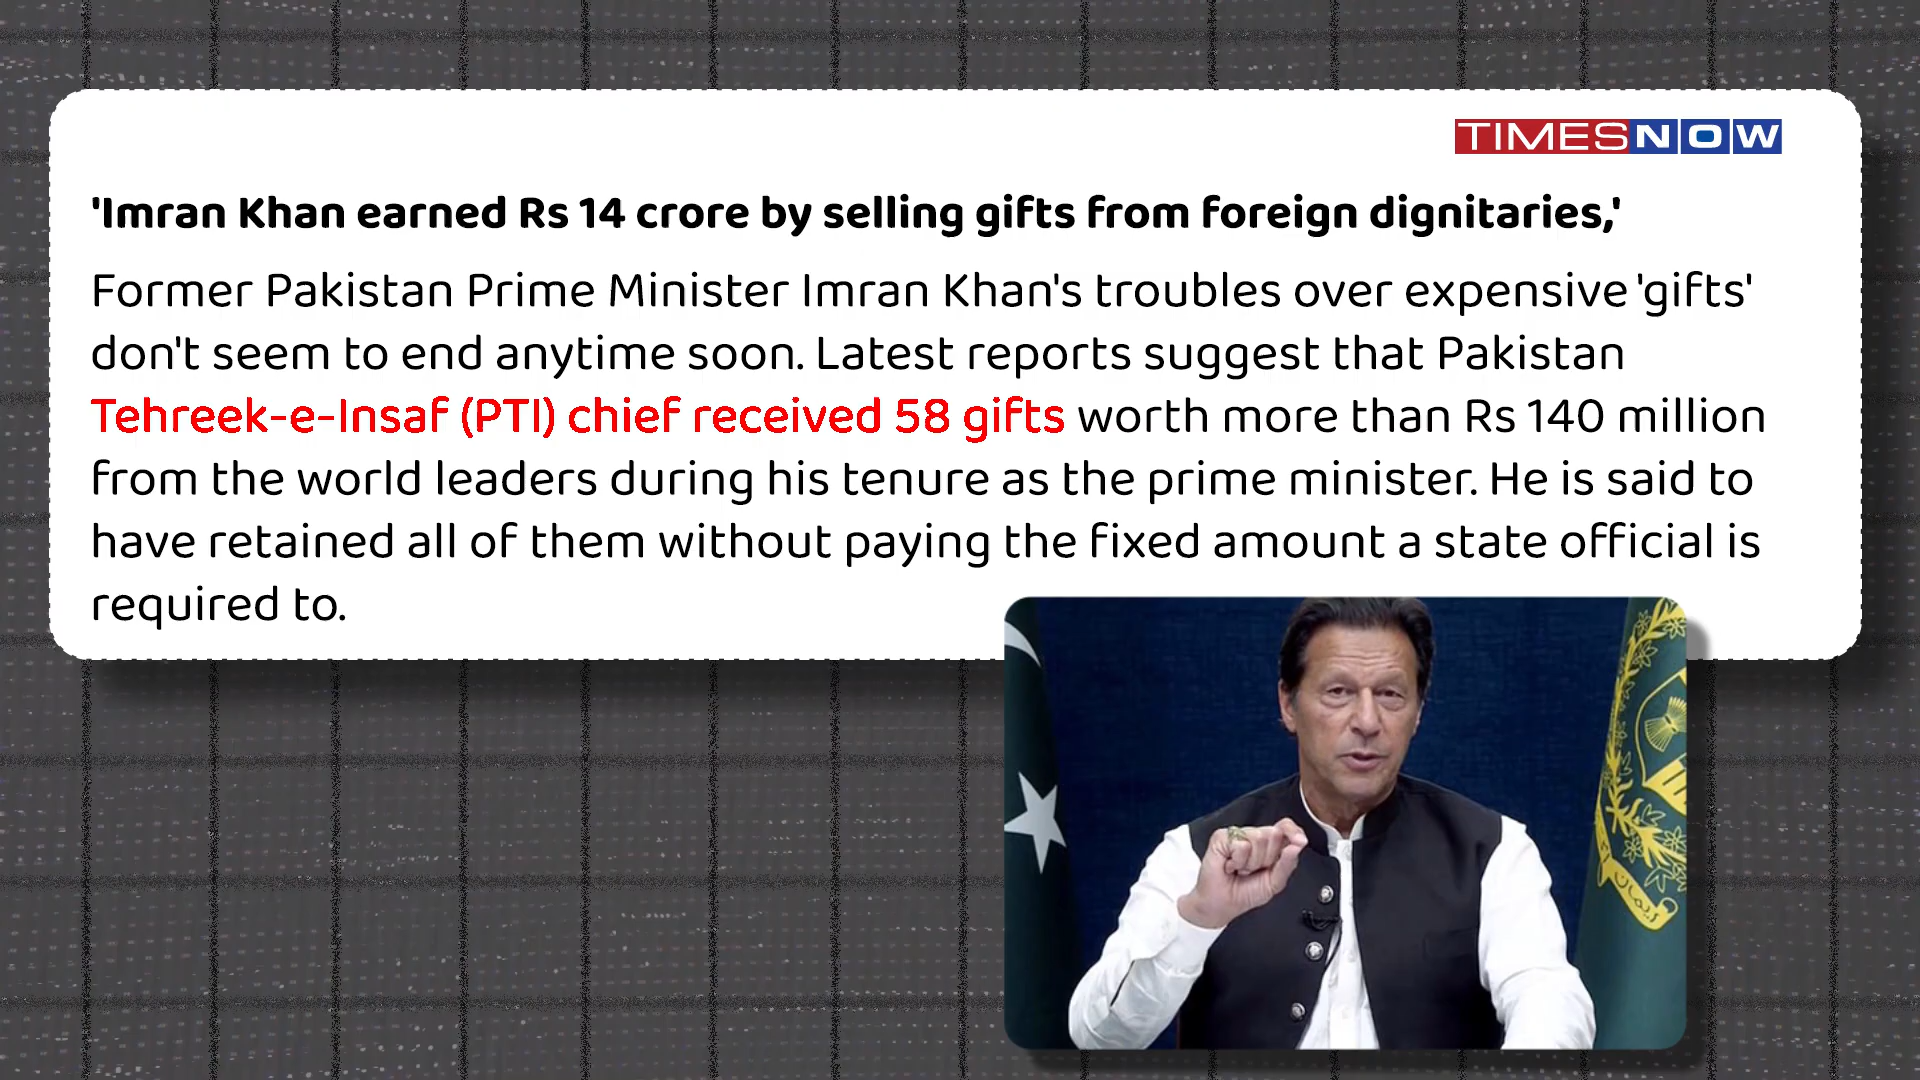 TIMES NOW
'Imran Khan earned Rs 14 crore by selling gifts from foreign dignitaries,'
Former Pakistan Prime Minister Imran Khan's troubles over expensive 'gifts'
don't seem to end anytime soon. Latest reports suggest that Pakistan
Tehreek-e-Insaf (PTI) chief received 58 gifts worth more than Rs 140 million
from the world leaders during his tenure as the prime minister. He is said to
have retained all of them without paying the fixed amount a state official is
required to.